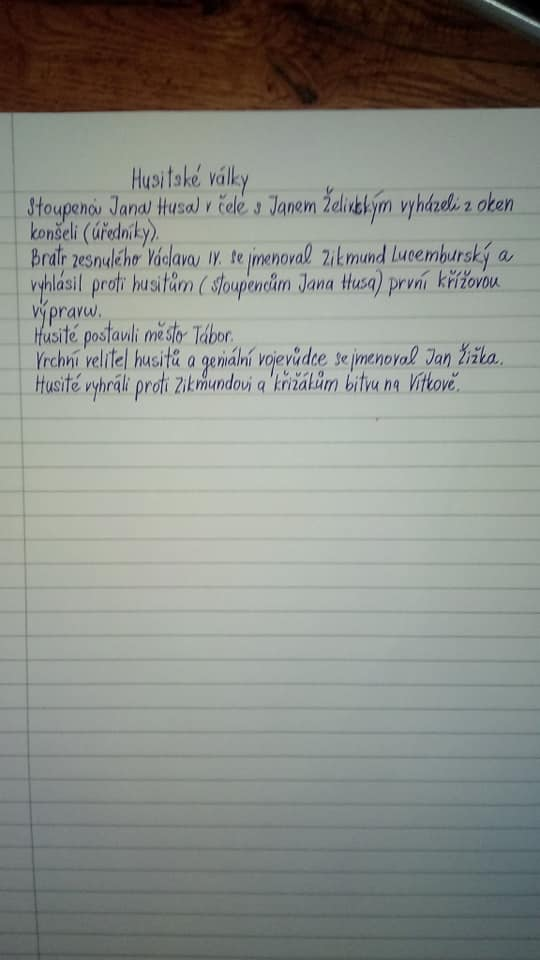 Husitské války
Stoupenci Jana Husa v čele s Janem Želivským vyházeli z oken
konšeli (úředníky).
Bratr zesnulého Václava IV. se jmenoval Zikmund Lucemburský a
vyhlásil proti husitům (stoupencům Jana Husa) první křížovou
výpravu.
Husité postavili město Tábor.
Vrchní velitel husitů a geniální vojevůdce se jmenoval Jan Žižka.
Husité vyhráli proti Zikmundovi a křižákům bitvu na Vítkově.